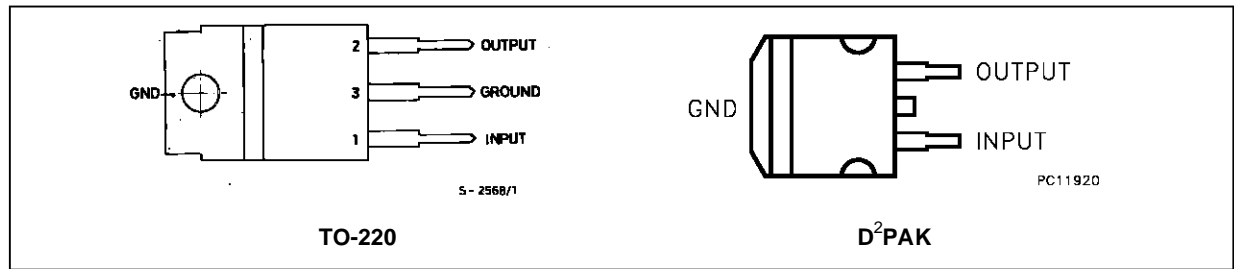 2 OUTPUT
GND 3 GROUND
1 INPUT
S - 2568/1
TO-220
OUTPUT
GND
INPUT
PC11920
D²PAK